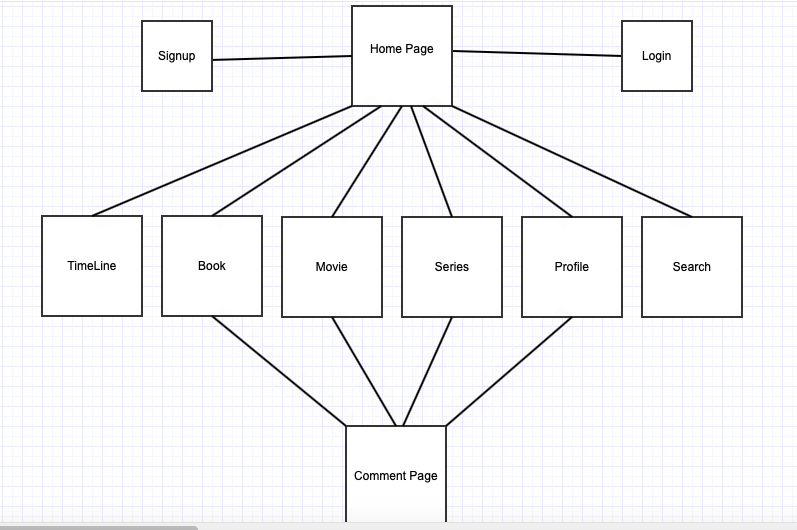 Signup
Home Page
Login
TimeLine
Book
Movie
Series
Profile
Search
Comment Page